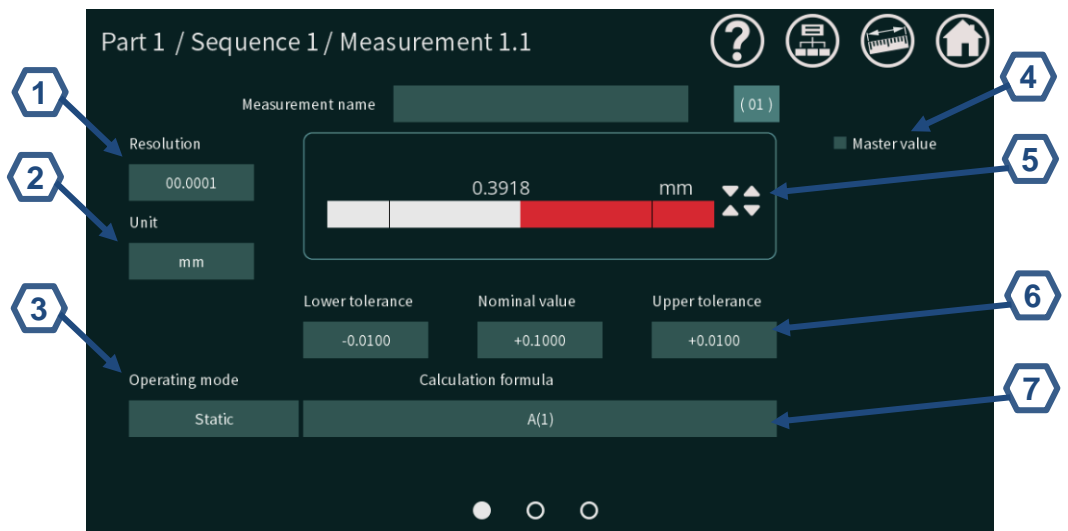 Part 1 / Sequence 1 / Measurement 1.1
?
1
4
Measurement name
( 01 )
Resolution
Master value
2
00.0001
0.3918 mm
5
Unit
mm
3
Lower tolerance Nominal value Upper tolerance
6
-0.0100 +0.1000 +0.0100
Operating mode Calculation formula
7
Static A(1)